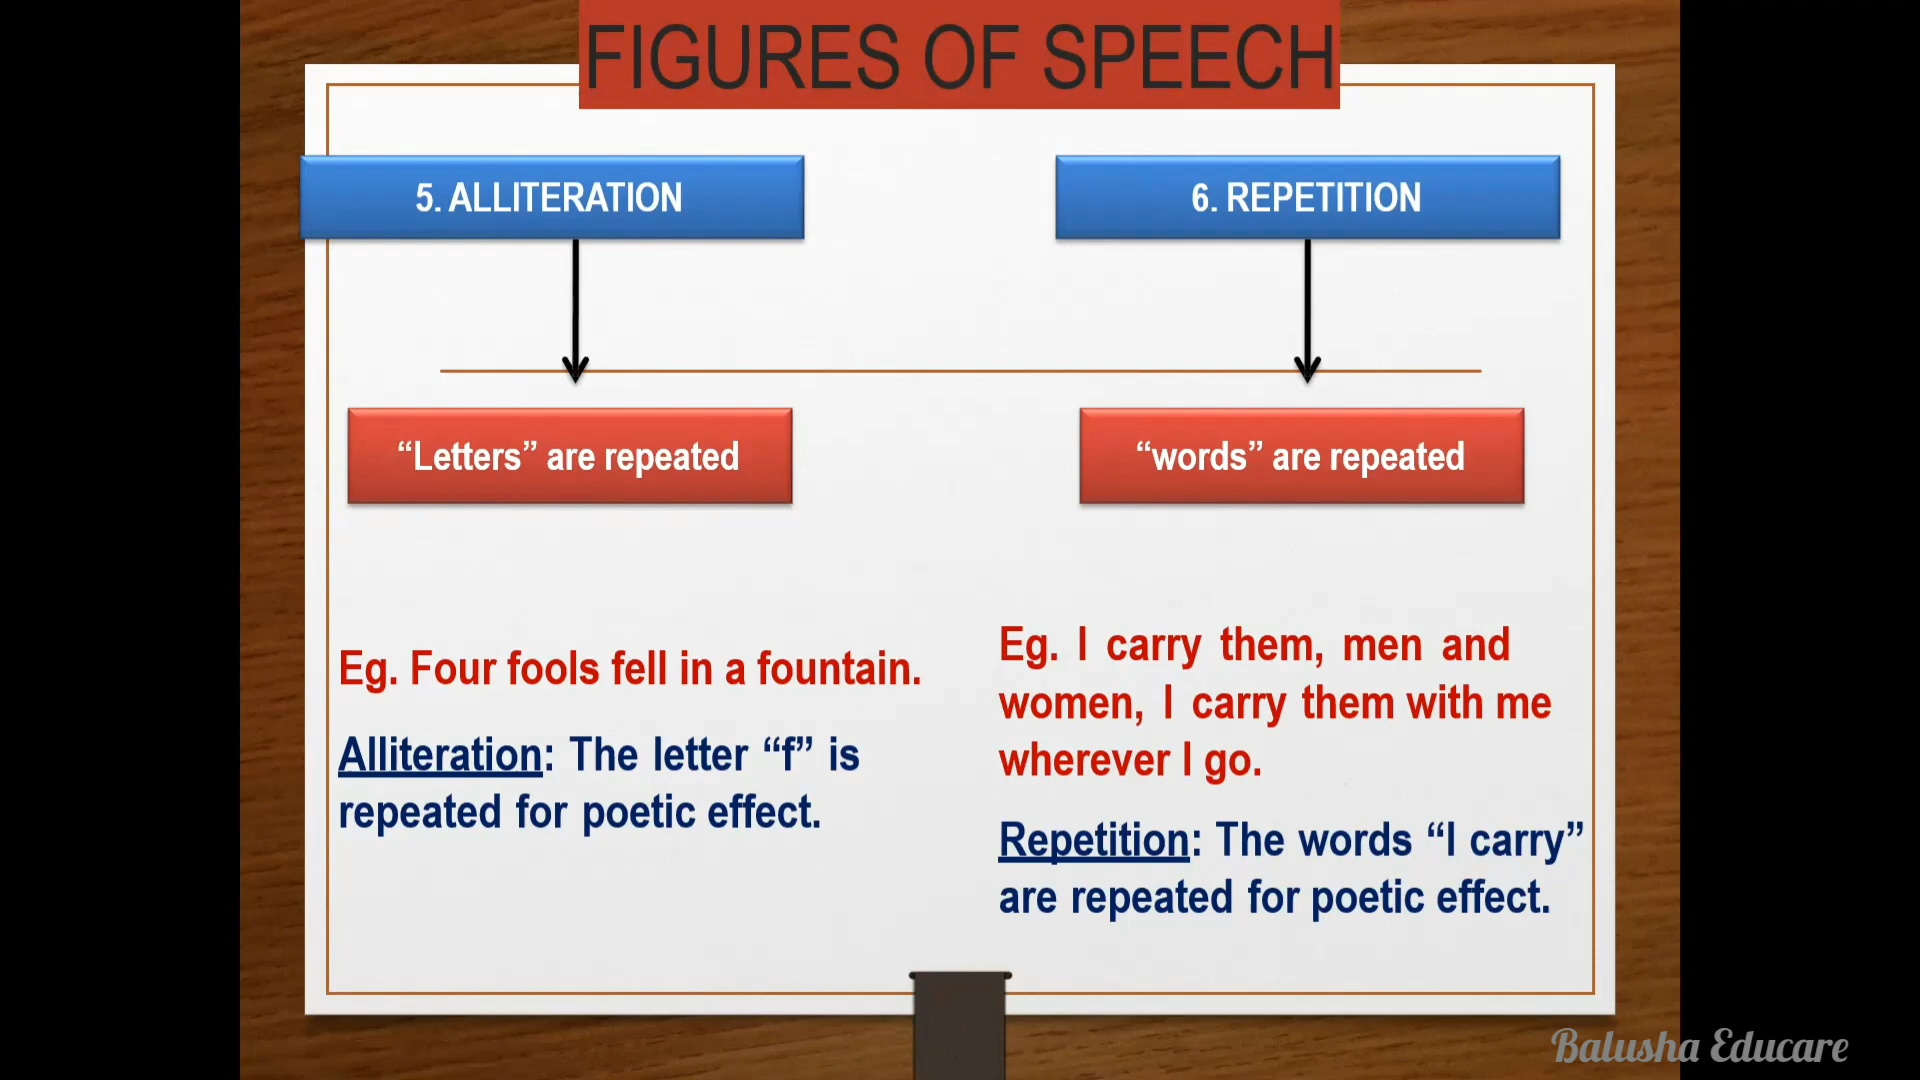 FIGURES OF SPEECH
5. ALLITERATION
6. REPETITION
“Letters” are repeated
“words” are repeated
Eg. Four fools fell in a fountain.
Alliteration: The letter “f” is
repeated for poetic effect.
Eg. I carry them, men and
women, I carry them with me
wherever I go.
Repetition: The words “I carry”
are repeated for poetic effect.
Balusha Educare